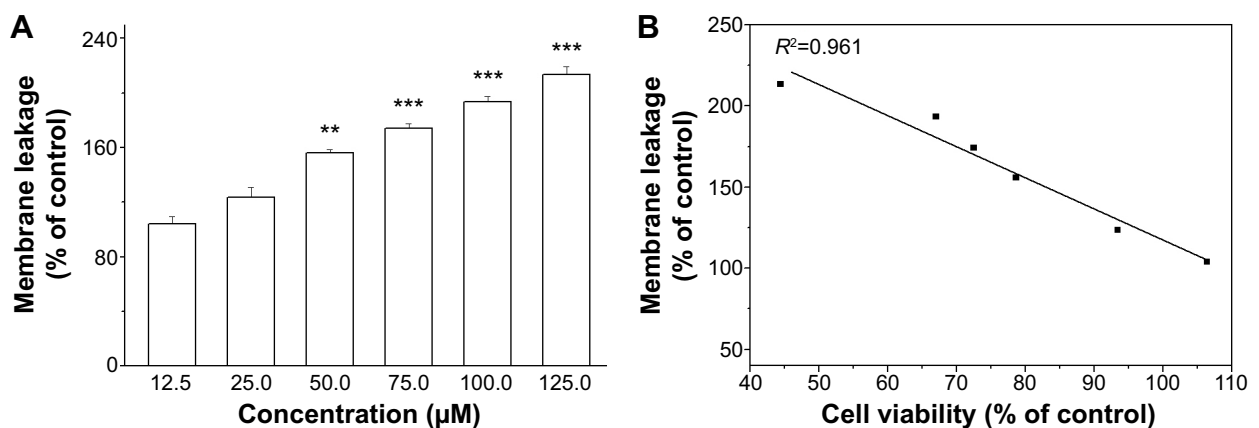 A
Membrane leakage
(% of control)
240
160
80
0
**
***
***
***
12.5 25.0 50.0 75.0 100.0 125.0
Concentration (µM)
B
Membrane leakage
(% of control)
250
200
150
100
50
R²=0.961
40 50 60 70 80 90 100 110
Cell viability (% of control)